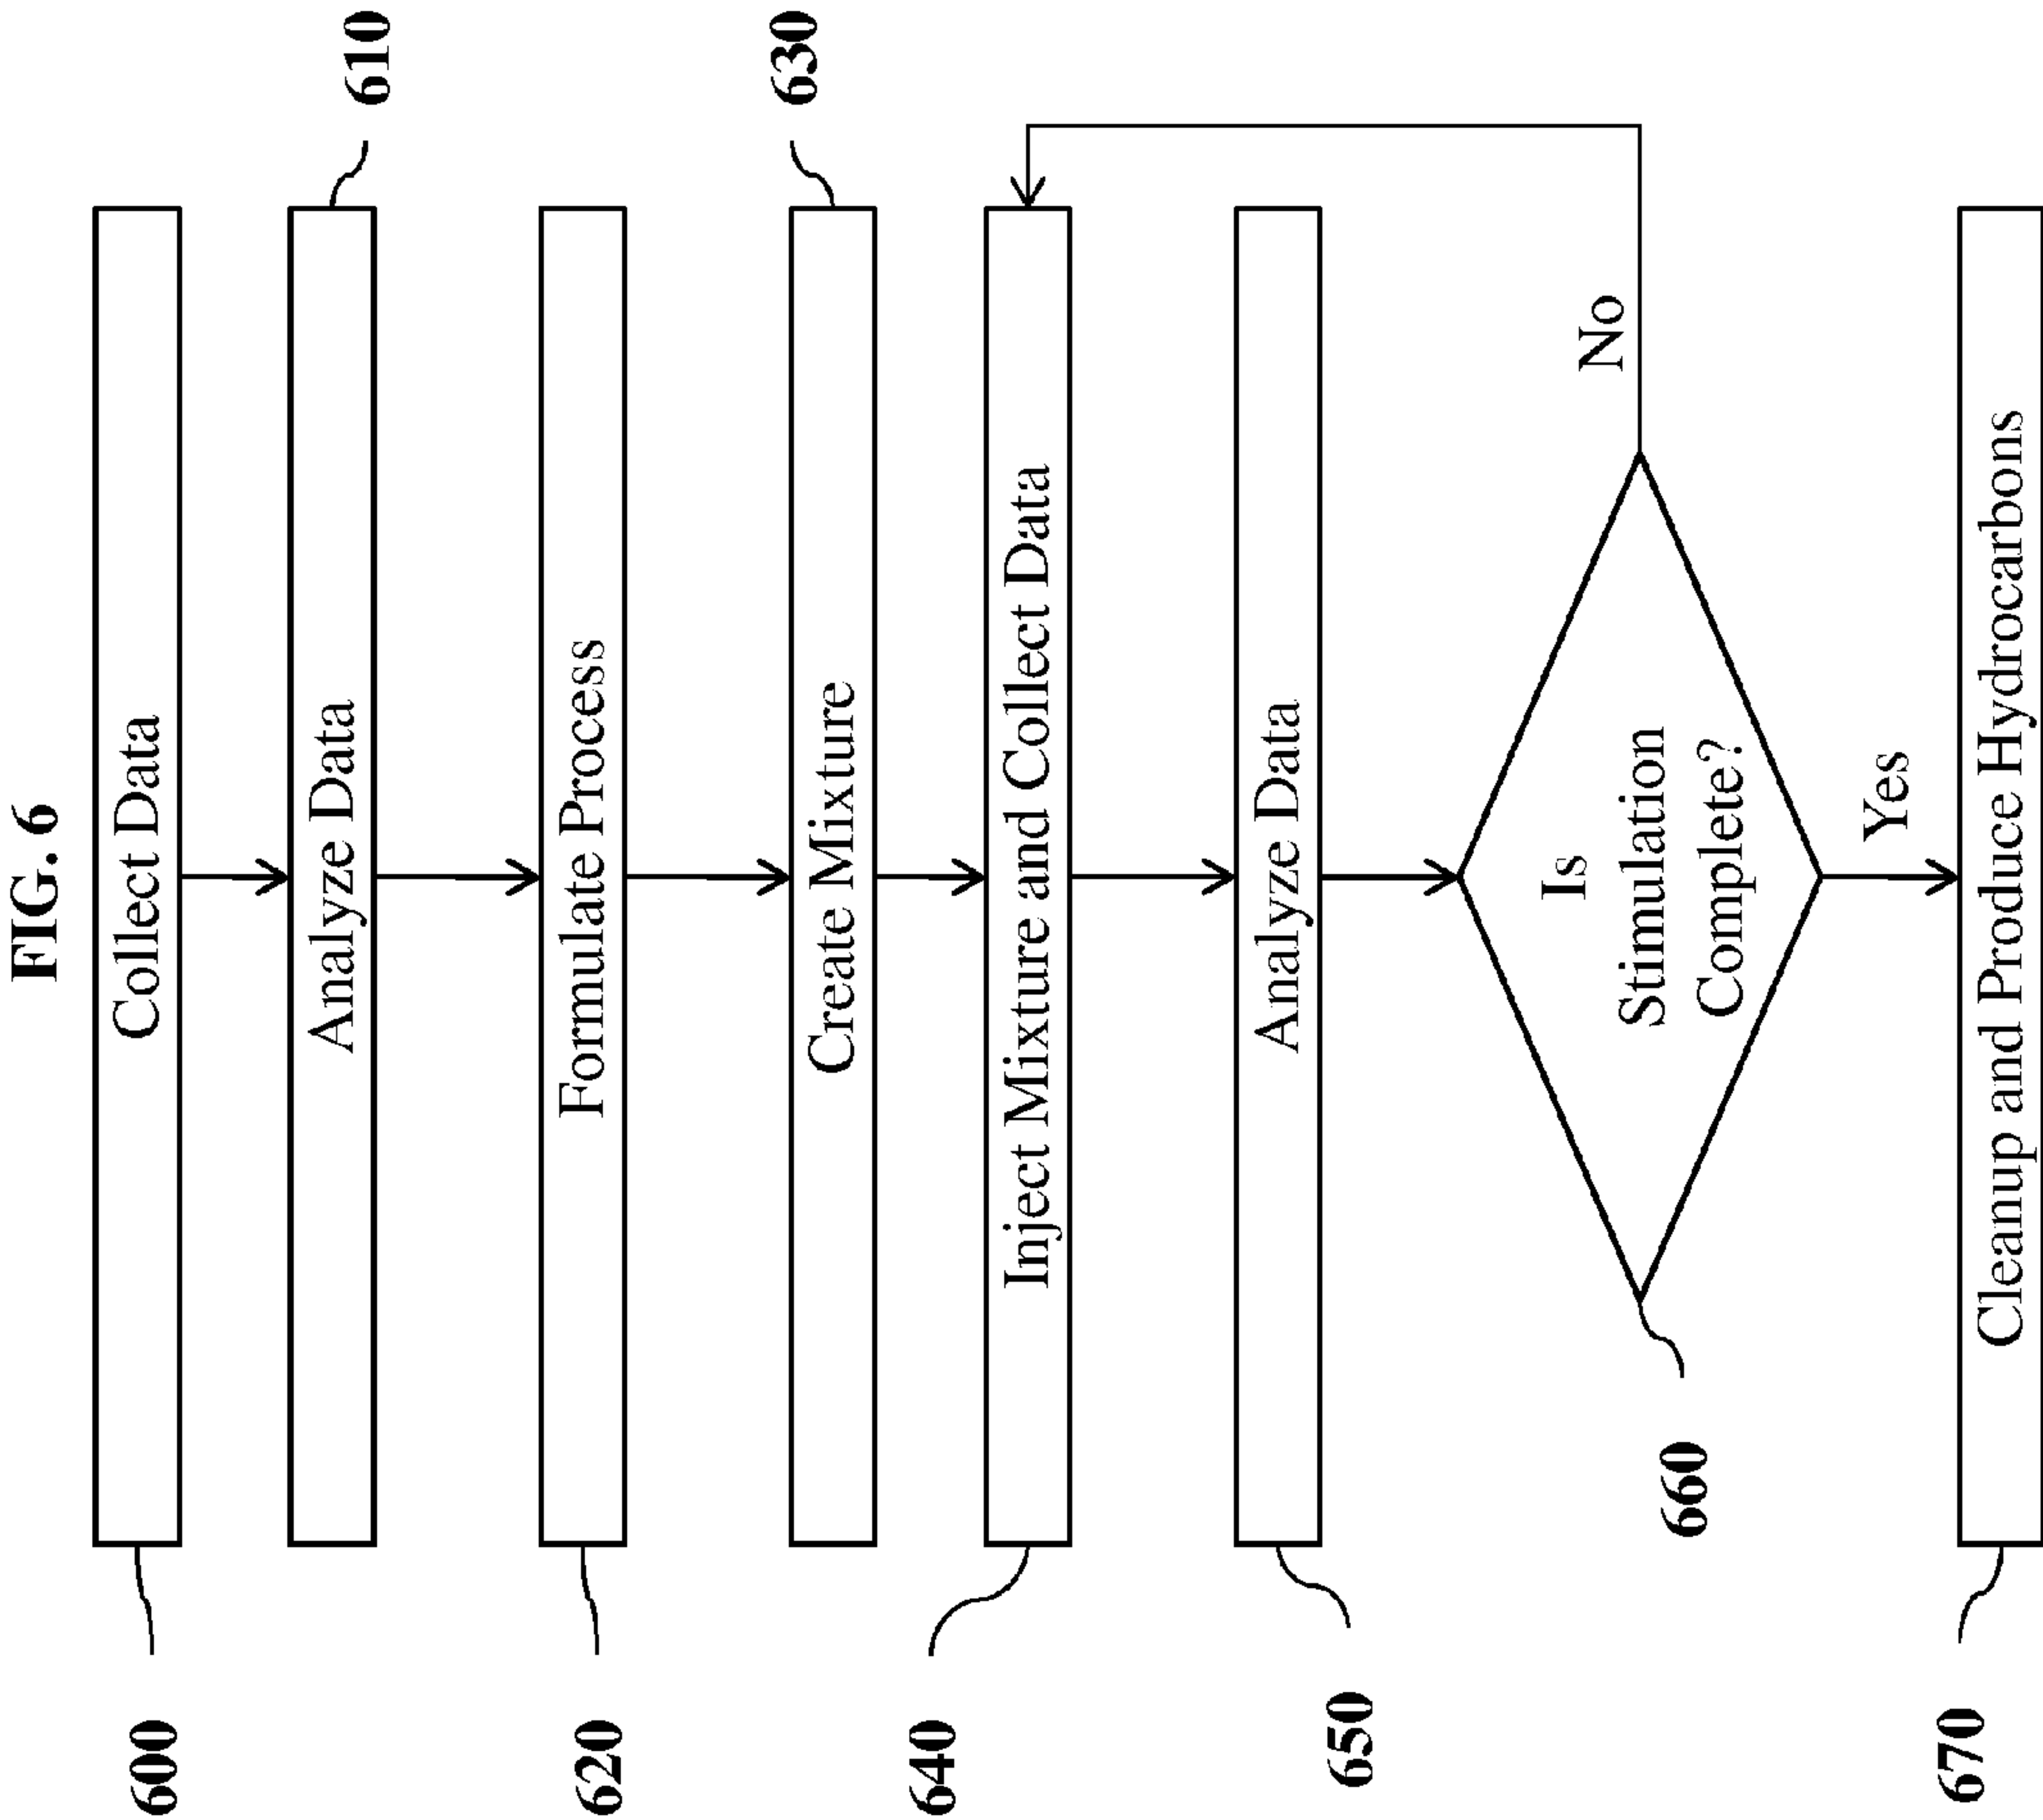 FIG. 6
600
Collect Data
610
Analyze Data
620
Formulate Process
630
Create Mixture
640
Inject Mixture and Collect Data
650
Analyze Data
660
Is
Stimulation
Complete?
No
Yes
670
Cleanup and Produce Hydrocarbons